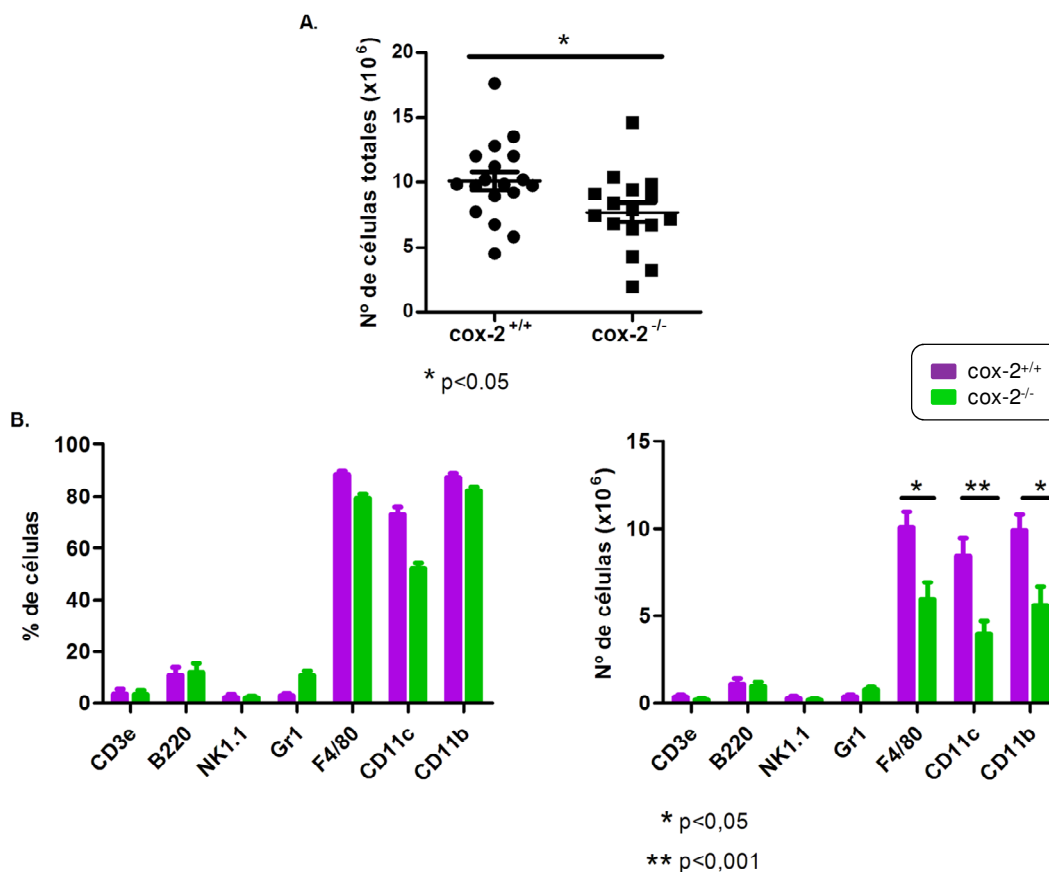 A.
*
Nº de células totales (x10⁶)
20
15
10
5
0
cox-2⁺/⁺
cox-2⁻/⁻
* p<0.05
cox-2⁺/⁺
cox-2⁻/⁻
B.
% de células
100
80
60
40
20
0
CD3e
B220
NK1.1
Gr1
F4/80
CD11c
CD11b
Nº de células (x10⁶)
15
10
5
0
*
**
*
CD3e
B220
NK1.1
Gr1
F4/80
CD11c
CD11b
* p<0,05
** p<0,001